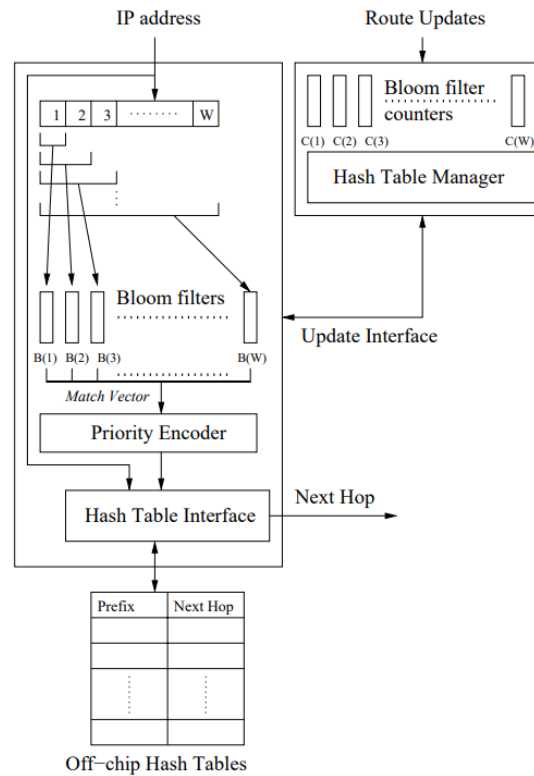 IP address
Route Updates
1 2 3 ........ W
Bloom filter
counters
C(1) C(2) C(3) C(W)
Hash Table Manager
Bloom filters
B(1) B(2) B(3) B(W)
Update Interface
Match Vector
Priority Encoder
Hash Table Interface
Next Hop
Prefix Next Hop
Off-chip Hash Tables